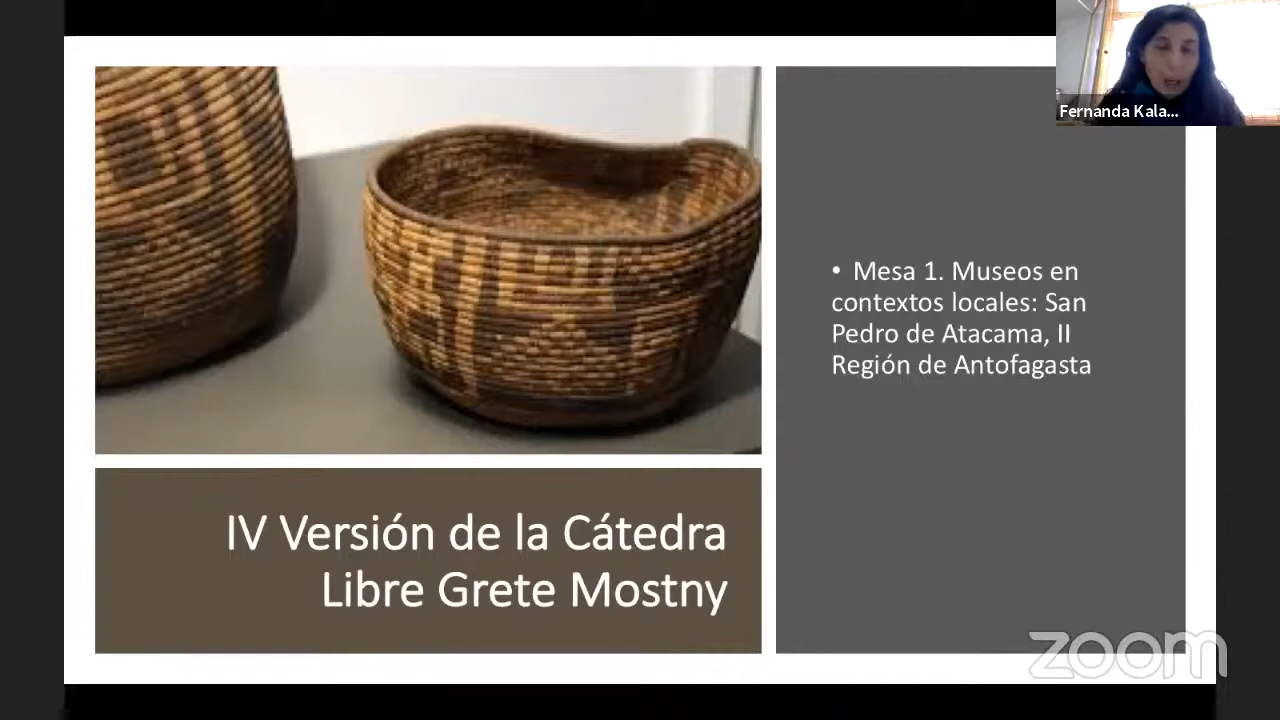 Fernanda Kala...
• Mesa 1. Museos en
contextos locales: San
Pedro de Atacama, II
Región de Antofagasta
IV Versión de la Cátedra
Libre Grete Mostny
zoom